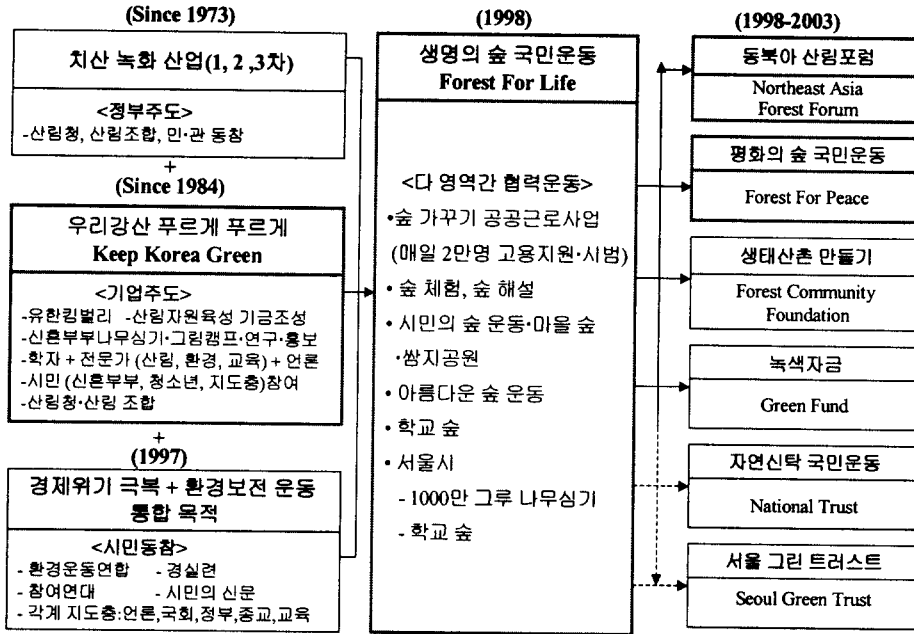 (Since 1973)
치산 녹화 산업(1, 2 ,3차)
<정부주도>
-산림청, 산림조합, 민·관 동참
+
(Since 1984)
우리강산 푸르게 푸르게
Keep Korea Green
<기업주도>
-유한킴벌리 -산림자원육성 기금조성
-신혼부부나무심기·그림캠프·연구·홍보
-학자 + 전문가 (산림, 환경, 교육) + 언론
-시민 (신혼부부, 청소년, 지도층)참여
-산림청·산림 조합
+
(1997)
경제위기 극복 + 환경보전 운동
통합 목적
<시민동참>
- 환경운동연합 - 경실련
- 참여연대 - 시민의 신문
- 각계 지도층:언론,국회,정부,종교,교육
(1998)
생명의 숲 국민운동
Forest For Life
<다 영역간 협력운동>
•숲 가꾸기 공공근로사업
(매일 2만명 고용지원·시범)
• 숲 체험, 숲 해설
• 시민의 숲 운동·마을 숲
·쌈지공원
• 아름다운 숲 운동
• 학교 숲
• 서울시
- 1000만 그루 나무심기
- 학교 숲
(1998-2003)
동북아 산림포럼
Northeast Asia
Forest Forum
평화의 숲 국민운동
Forest For Peace
생태산촌 만들기
Forest Community
Foundation
녹색자금
Green Fund
자연신탁 국민운동
National Trust
서울 그린 트러스트
Seoul Green Trust